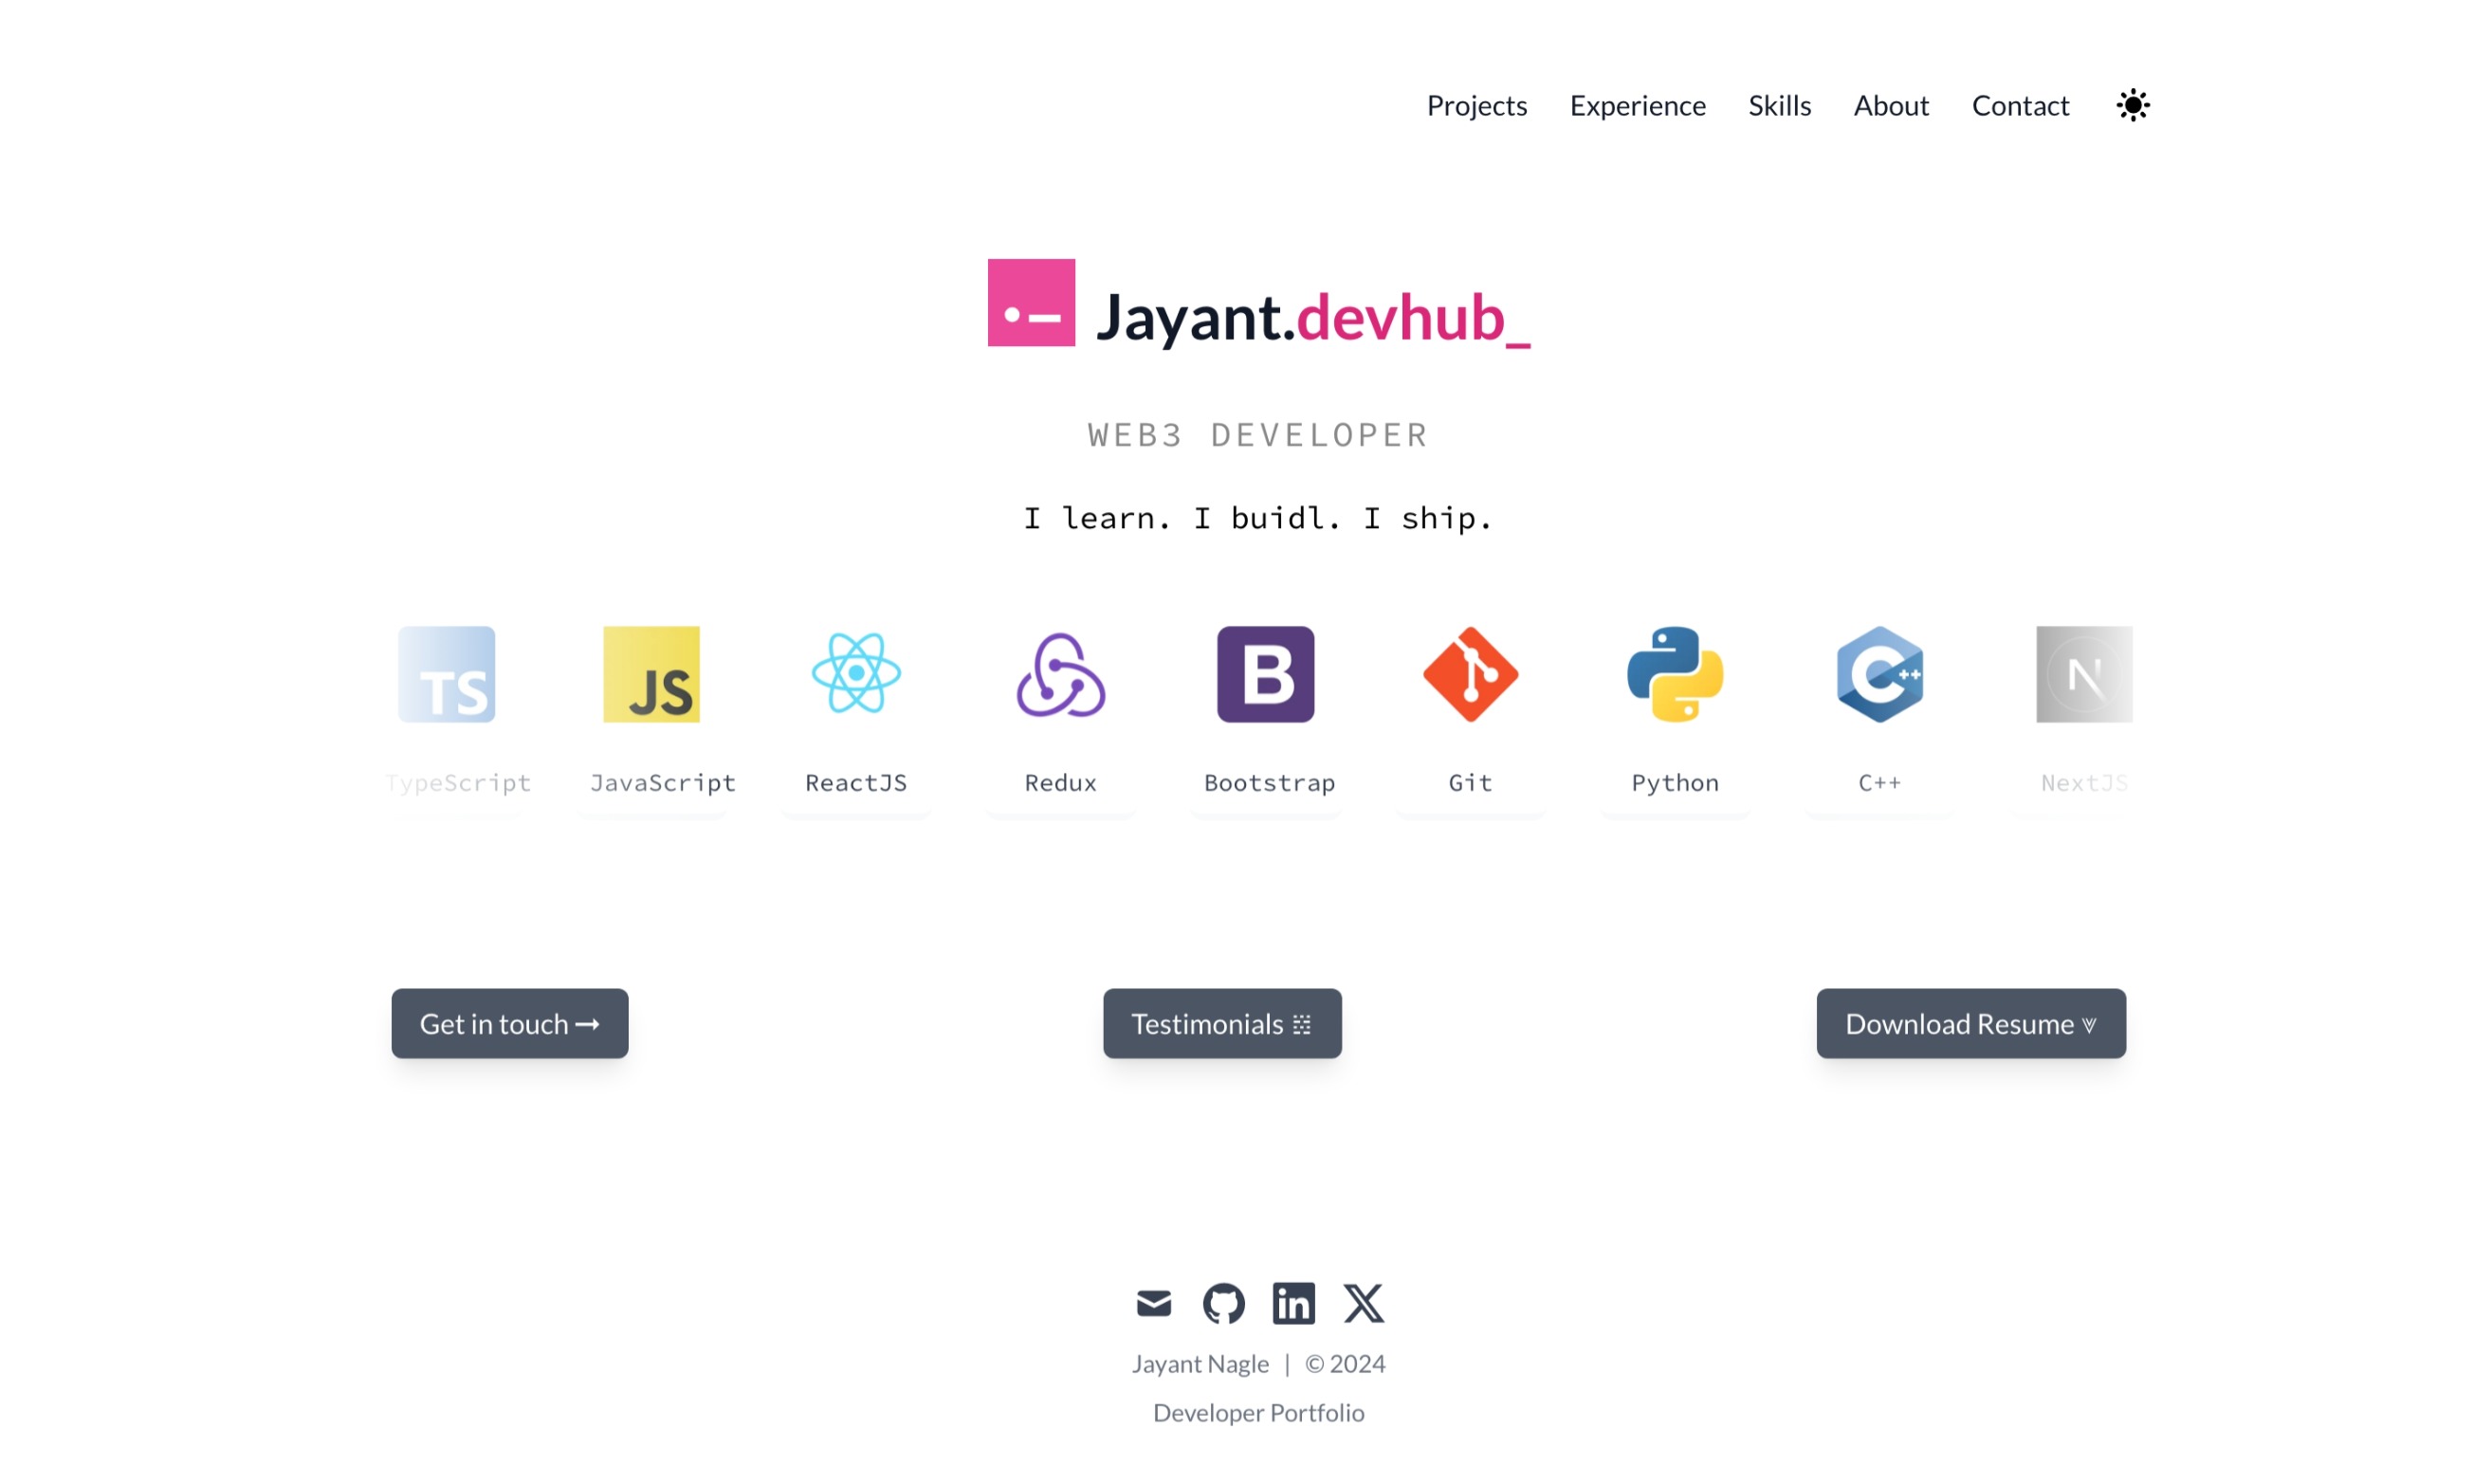 Projects Experience Skills About Contact
Jayant.devhub_
WEB3 DEVELOPER
I learn. I buidl. I ship.
TS JS B C++ N
TypeScript JavaScript ReactJS Redux Bootstrap Git Python C++ NextJS
Get in touch → Testimonials Download Resume
in X
Jayant Nagle | © 2024
Developer Portfolio